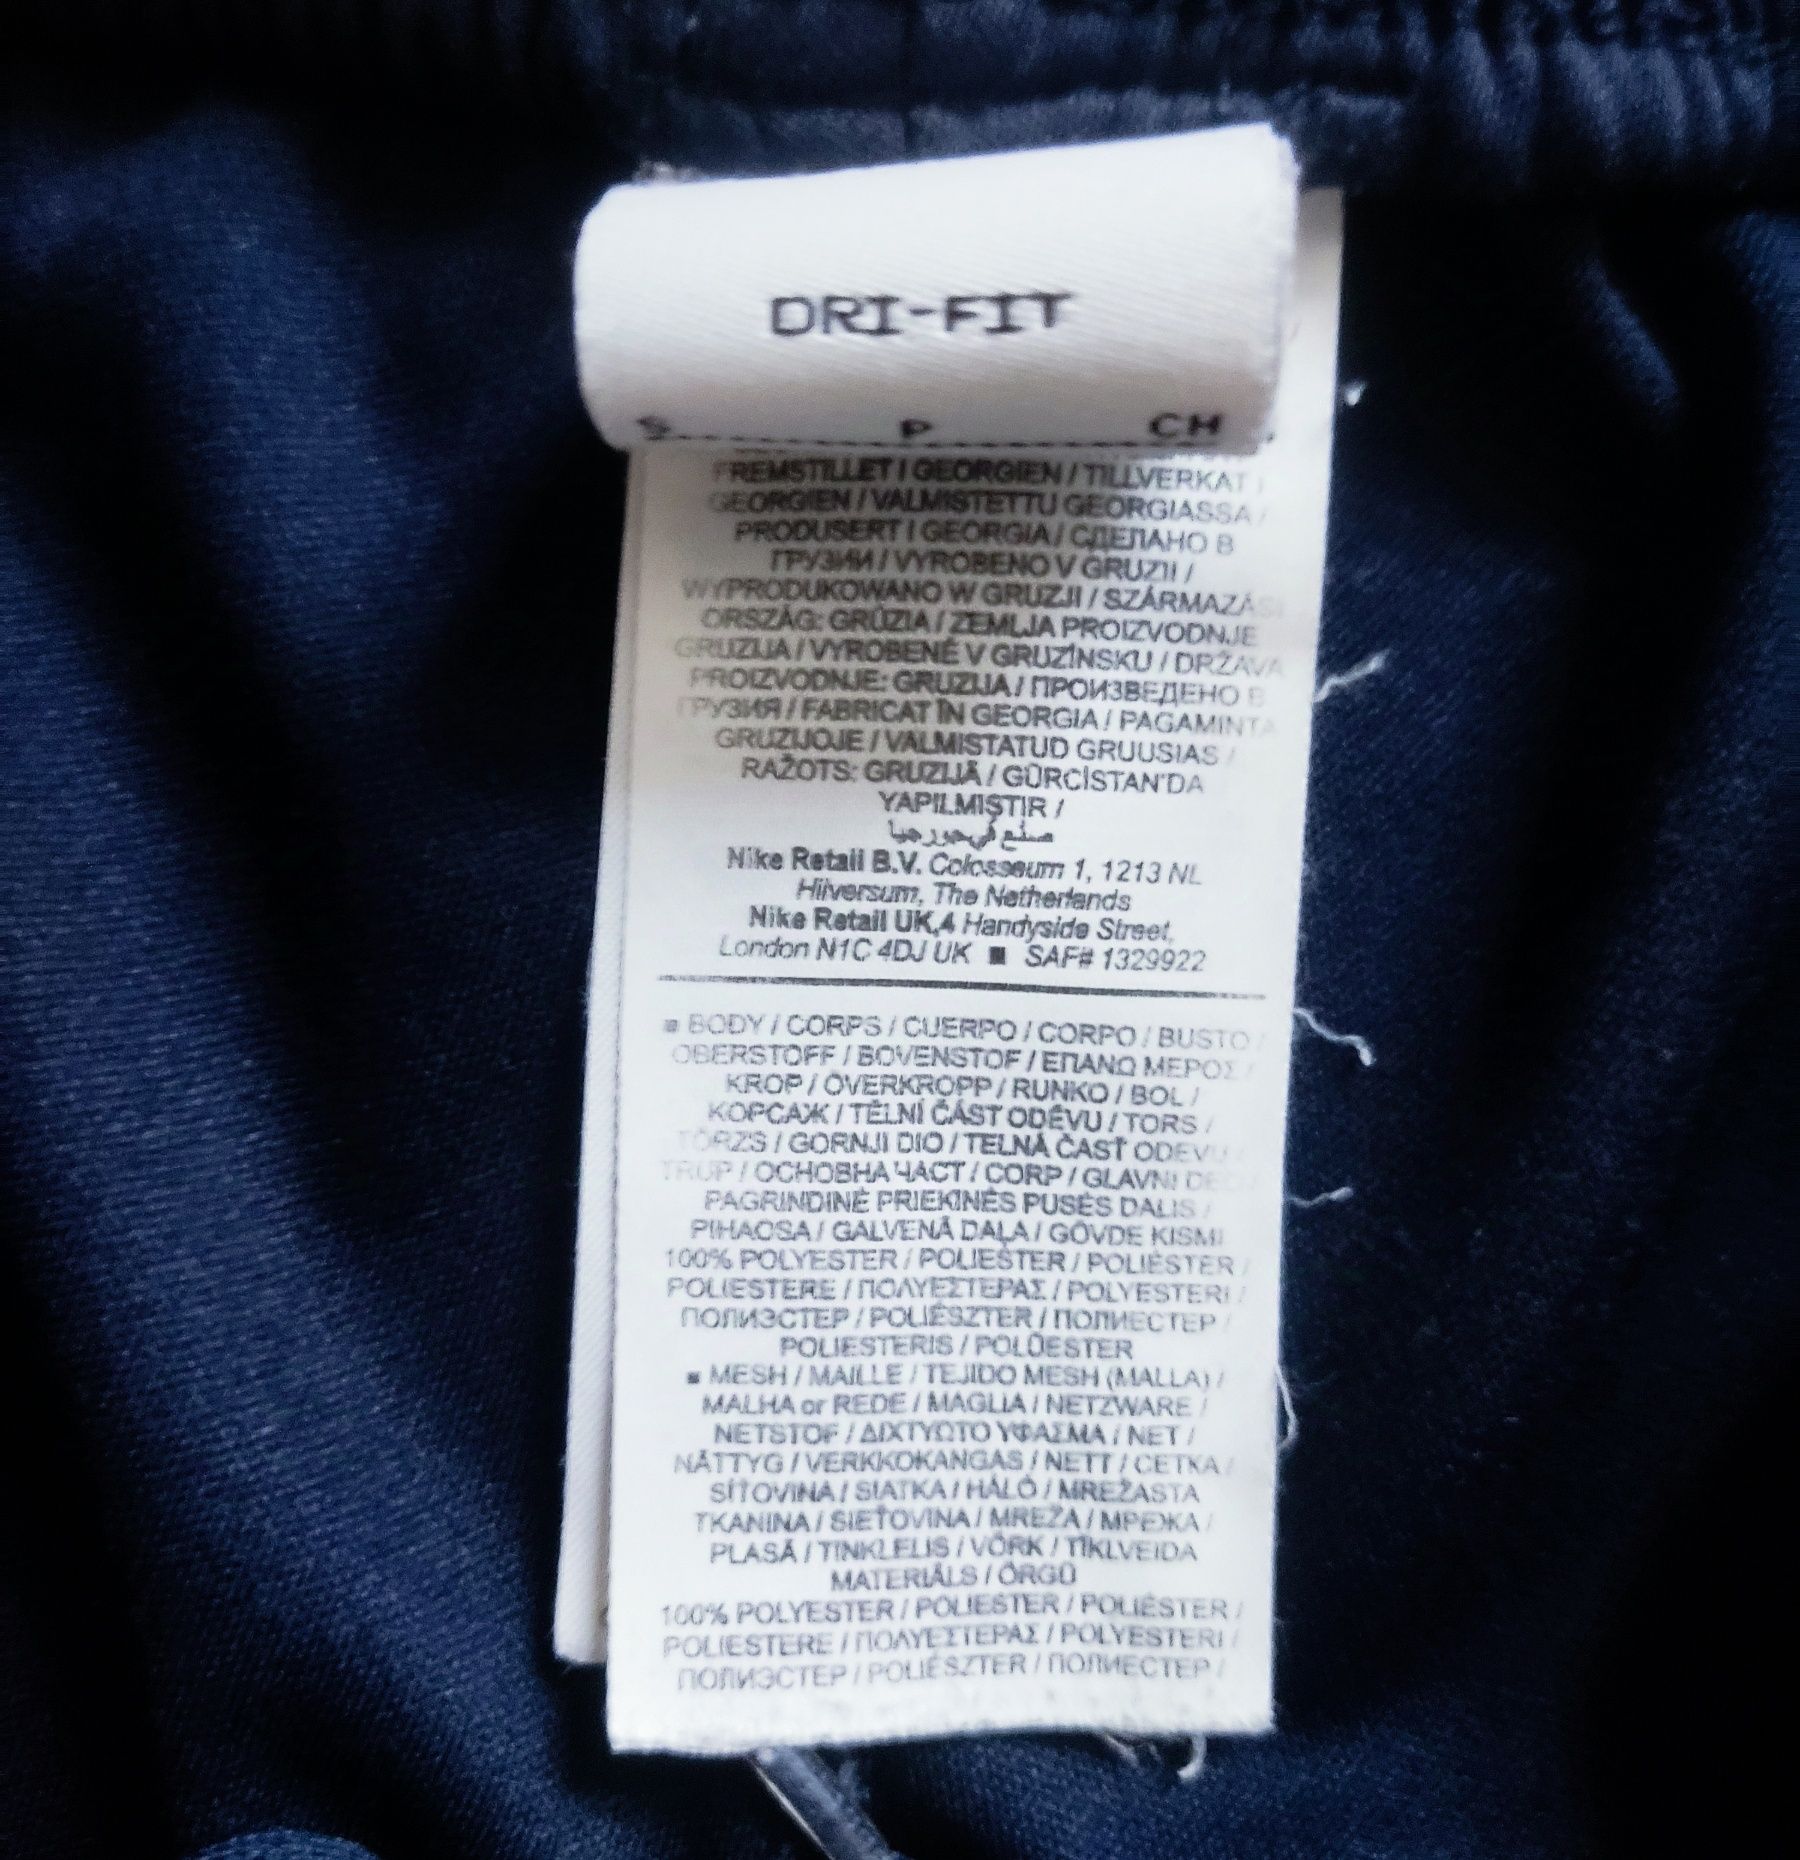 DRI-FIT
S P CH
FREMSTILLET I GEORGIEN / TILLVERKAT I
GEORGIEN / VALMISTETTU GEORGIASSA /
PRODUSERT I GEORGIA / СДЕЛАНО В
ГРУЗИИ / VYROBENO V GRUZII /
WYPRODUKOWANO W GRUZJI / SZÁRMAZÁSI
ORSZÁG: GRÚZIA / ZEMLJA PROIZVODNJE
GRUZIJA / VYROBENÉ V GRUZÍNSKU / DRŽAVA
PROIZVODNJE: GRUZIJA / ПРОИЗВЕДЕНО В
ГРУЗИЯ / FABRICAT ÎN GEORGIA / PAGAMINTA
GRUZIJOJE / VALMISTATUD GRUUSIAS /
RAŽOTS: GRUZIJĀ / GÜRCİSTAN'DA
YAPILMIŞTIR /
صنع في جورجيا
Nike Retail B.V. Colosseum 1, 1213 NL
Hilversum, The Netherlands
Nike Retail UK,4 Handyside Street,
London N1C 4DJ UK ■ SAF# 1329922
■ BODY / CORPS / CUERPO / CORPO / BUSTO /
OBERSTOFF / BOVENSTOF / ΕΠΑΝΩ ΜΕΡΟΣ /
KROP / ÖVERKROPP / RUNKO / BOL /
КОРСАЖ / TĚLNÍ ČÁST ODĚVU / TORS /
TÖRZS / GORNJI DIO / TELNÁ ČASŤ ODEVU /
TRUP / ОСНОВНА ЧАСТ / CORP / GLAVNI DEO /
PAGRINDINĖ PRIEKINĖS PUSĖS DALIS /
PIHAOSA / GALVENĀ DAĻA / GÖVDE KISMI
100% POLYESTER / POLIESTER / POLIÉSTER /
POLIESTERE / ΠΟΛΥΕΣΤΕΡΑΣ / POLYESTERI /
ПОЛИЭСТЕР / POLIÉSZTER / ПОЛИЕСТЕР /
POLIESTERIS / POLÜESTER
■ MESH / MAILLE / TEJIDO MESH (MALLA) /
MALHA or REDE / MAGLIA / NETZWARE /
NETSTOF / ΔΙΧΤΥΩΤΟ ΥΦΑΣΜΑ / NET /
NÄTTYG / VERKKOKANGAS / NETT / СЕТКА /
SÍŤOVINA / SIATKA / HÁLÓ / MREŽASTA
TKANINA / SIEŤOVINA / MREŽA / МРЕЖА /
PLASĂ / TINKLELIS / VÕRK / TĪKLVEIDA
MATERIĀLS / ÖRGÜ
100% POLYESTER / POLIESTER / POLIÉSTER /
POLIESTERE / ΠΟΛΥΕΣΤΕΡΑΣ / POLYESTERI /
ПОЛИЭСТЕР / POLIÉSZTER / ПОЛИЕСТЕР /